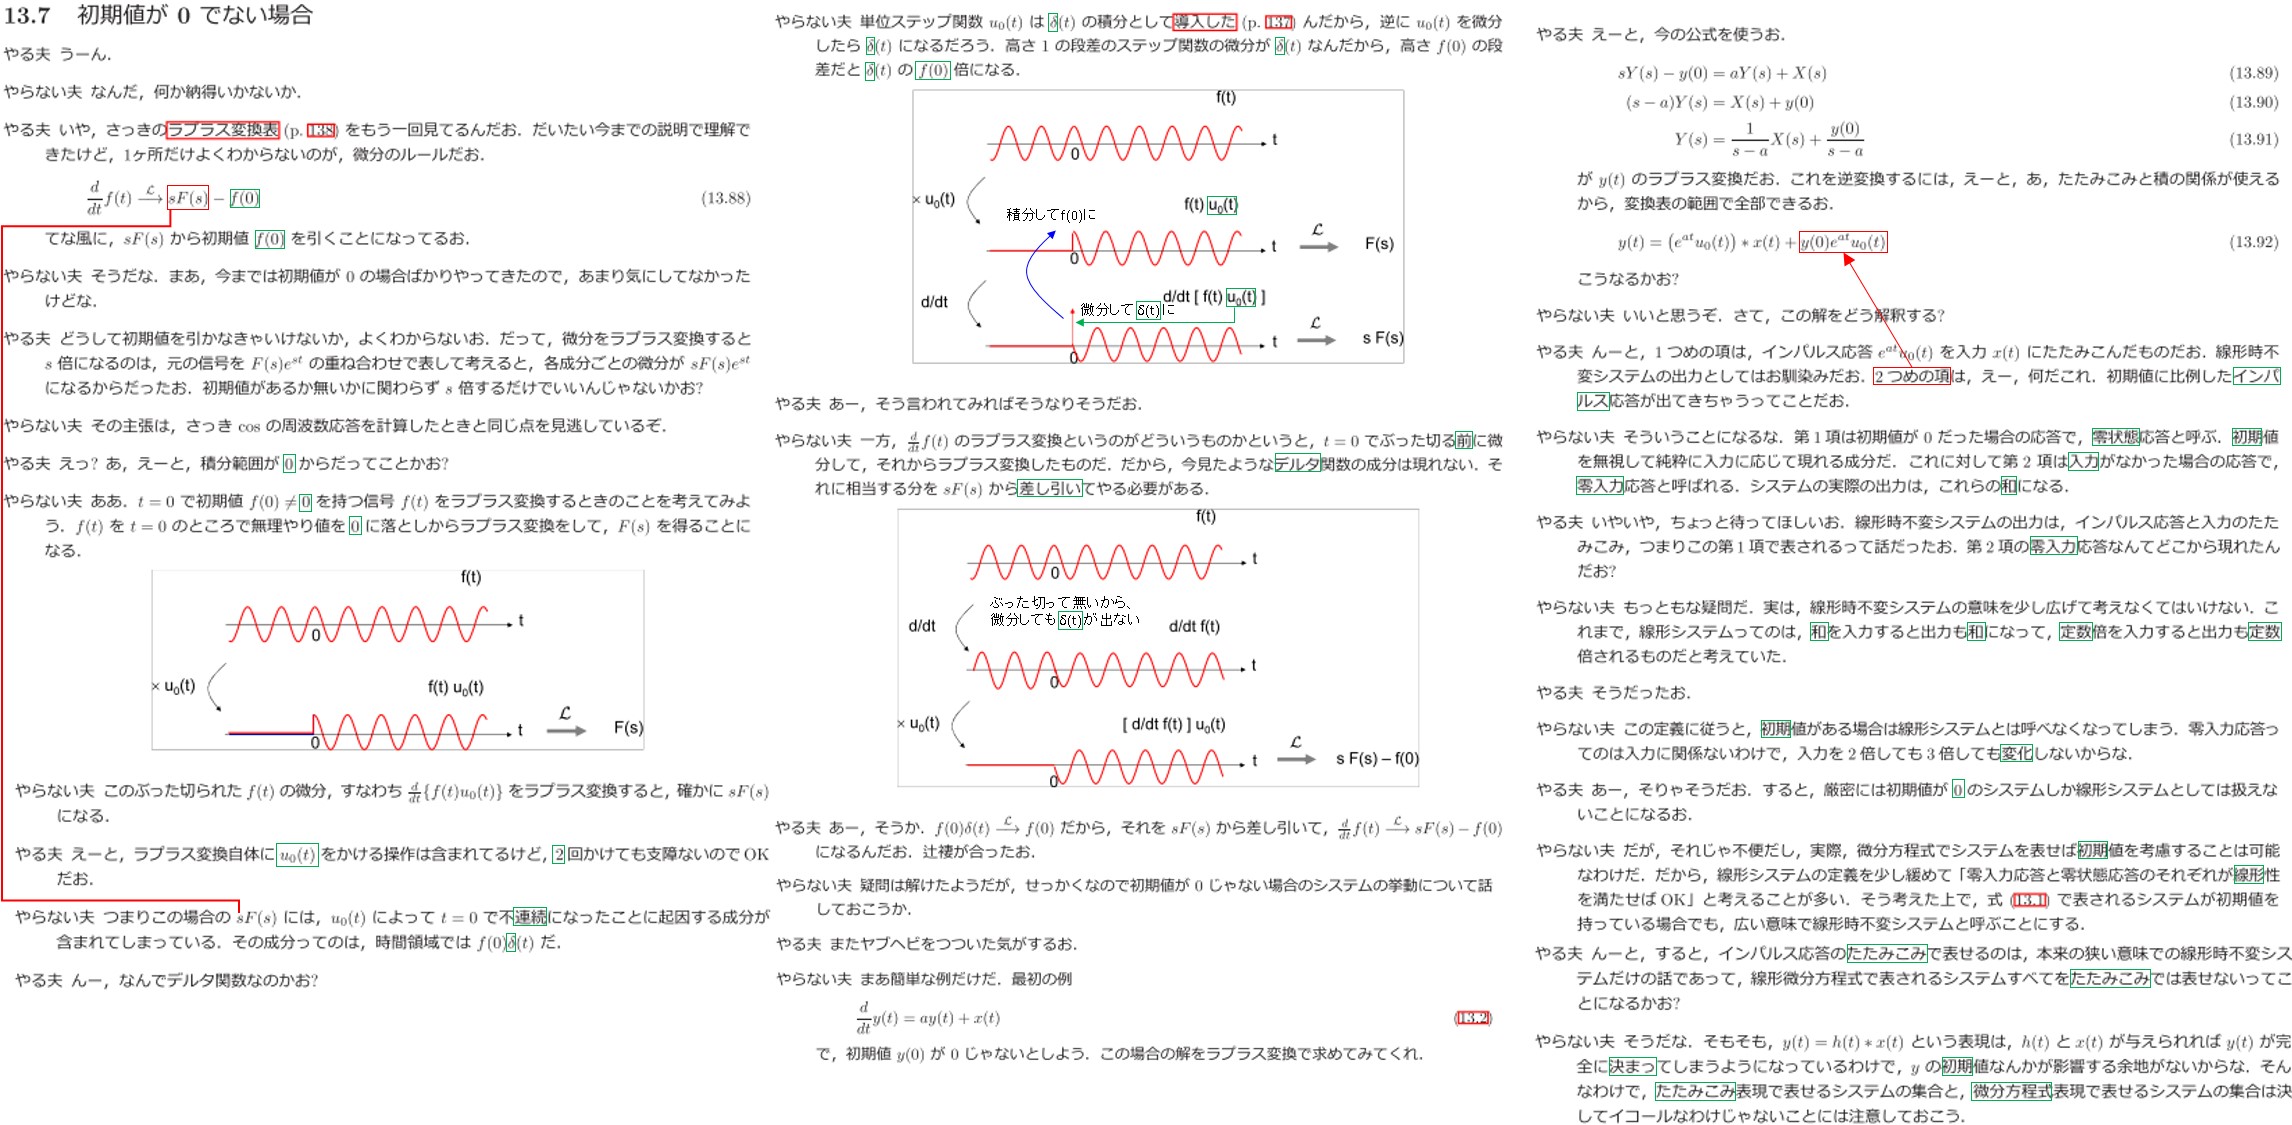 13.7 初期値が 0 でない場合
やる夫 うーん．
やらない夫 なんだ，何か納得いかないか．
やる夫 いや，さっきのラプラス変換表 (p. 138) をもう一回見てるんだお．だいたい今までの説明で理解で
きたけど，1ヶ所だけよくわからないのが，微分のルールだお．
d/dt f(t) ℒ→ sF(s) − f(0) (13.88)
てな風に，sF(s) から初期値 f(0) を引くことになってるお．
やらない夫 そうだな．まあ，今までは初期値が 0 の場合ばかりやってきたので，あまり気にしてなかった
けどな．
やる夫 どうして初期値を引かなきゃいけないか，よくわからないお．だって，微分をラプラス変換すると
s 倍になるのは，元の信号を F(s)e^{st} の重ね合わせで表して考えると，各成分ごとの微分が sF(s)e^{st}
になるからだったお．初期値があるか無いかに関わらず s 倍するだけでいいんじゃないかお?
やらない夫 その主張は，さっき cos の周波数応答を計算したときと同じ点を見逃しているぞ．
やる夫 えっ? あ，えーと，積分範囲が 0 からだってことかお?
やらない夫 ああ．t = 0 で初期値 f(0) ≠ 0 を持つ信号 f(t) をラプラス変換するときのことを考えてみよ
う．f(t) を t = 0 のところで無理やり値を 0 に落としからラプラス変換をして，F(s) を得ることに
なる．
f(t)
t
0
× u₀(t)
f(t) u₀(t)
t
0
ℒ
F(s)
やらない夫 このぶった切られた f(t) の微分，すなわち d/dt{f(t)u₀(t)} をラプラス変換すると，確かに sF(s)
になる．
やる夫 えーと，ラプラス変換自体に u₀(t) をかける操作は含まれてるけど，2 回かけても支障ないので OK
だお．
やらない夫 つまりこの場合の sF(s) には，u₀(t) によって t = 0 で不連続になったことに起因する成分が
含まれてしまっている．その成分ってのは，時間領域では f(0)δ(t) だ．
やる夫 んー，なんでデルタ関数なのかお?
やらない夫 単位ステップ関数 u₀(t) は δ(t) の積分として導入した (p. 137) んだから，逆に u₀(t) を微分
したら δ(t) になるだろう．高さ 1 の段差のステップ関数の微分が δ(t) なんだから，高さ f(0) の段
差だと δ(t) の f(0) 倍になる．
f(t)
t
0
× u₀(t)
積分してf(0)に
f(t) u₀(t)
t
0
ℒ
F(s)
d/dt
d/dt [ f(t) u₀(t) ]
微分して δ(t)に
t
0
ℒ
s F(s)
やる夫 あー，そう言われてみればそうなりそうだお．
やらない夫 一方，d/dt f(t) のラプラス変換というのがどういうものかというと，t = 0 でぶった切る前に微
分して，それからラプラス変換したものだ．だから，今見たようなデルタ関数の成分は現れない．そ
れに相当する分を sF(s) から差し引いてやる必要がある．
f(t)
t
0
d/dt
ぶった切って無いから、
微分してもδ(t)が出ない
d/dt f(t)
t
0
× u₀(t)
[ d/dt f(t) ] u₀(t)
t
0
ℒ
s F(s) – f(0)
やる夫 あー，そうか．f(0)δ(t) ℒ→ f(0) だから，それを sF(s) から差し引いて，d/dt f(t) ℒ→ sF(s) − f(0)
になるんだお．辻褄が合ったお．
やらない夫 疑問は解けたようだが，せっかくなので初期値が 0 じゃない場合のシステムの挙動について話
しておこうか．
やる夫 またヤブヘビをつついた気がするお．
やらない夫 まあ簡単な例だけだ．最初の例
d/dt y(t) = ay(t) + x(t) (13.2)
で，初期値 y(0) が 0 じゃないとしよう．この場合の解をラプラス変換で求めてみてくれ．
やる夫 えーと，今の公式を使うお．
sY(s) − y(0) = aY(s) + X(s) (13.89)
(s − a)Y(s) = X(s) + y(0) (13.90)
Y(s) = 1/(s − a) X(s) + y(0)/(s − a) (13.91)
が y(t) のラプラス変換だお．これを逆変換するには，えーと，あ，たたみこみと積の関係が使える
から，変換表の範囲で全部できるお．
y(t) = (e^{at}u₀(t)) ∗ x(t) + y(0)e^{at}u₀(t) (13.92)
こうなるかお?
やらない夫 いいと思うぞ．さて，この解をどう解釈する?
やる夫 んーと，1 つめの項は，インパルス応答 e^{at}u₀(t) を入力 x(t) にたたみこんだものだお．線形時不
変システムの出力としてはお馴染みだお．2 つめの項は，えー，何だこれ．初期値に比例したインパ
ルス応答が出てきちゃうってことだお．
やらない夫 そういうことになるな．第 1 項は初期値が 0 だった場合の応答で，零状態応答と呼ぶ．初期値
を無視して純粋に入力に応じて現れる成分だ．これに対して第 2 項は入力がなかった場合の応答で，
零入力応答と呼ばれる．システムの実際の出力は，これらの和になる．
やる夫 いやいや，ちょっと待ってほしいお．線形時不変システムの出力は，インパルス応答と入力のたた
みこみ，つまりこの第 1 項で表されるって話だったお．第 2 項の零入力応答なんてどこから現れたん
だお?
やらない夫 もっともな疑問だ．実は，線形時不変システムの意味を少し広げて考えなくてはいけない．こ
れまで，線形システムってのは，和を入力すると出力も和になって，定数倍を入力すると出力も定数
倍されるものだと考えていた．
やる夫 そうだったお．
やらない夫 この定義に従うと，初期値がある場合は線形システムとは呼べなくなってしまう．零入力応答っ
てのは入力に関係ないわけで，入力を 2 倍しても 3 倍しても変化しないからな．
やる夫 あー，そりゃそうだお．すると，厳密には初期値が 0 のシステムしか線形システムとしては扱えな
いことになるお．
やらない夫 だが，それじゃ不便だし，実際，微分方程式でシステムを表せば初期値を考慮することは可能
なわけだ．だから，線形システムの定義を少し緩めて「零入力応答と零状態応答のそれぞれが線形性
を満たせば OK」と考えることが多い．そう考えた上で，式 (13.1) で表されるシステムが初期値を
持っている場合でも，広い意味で線形時不変システムと呼ぶことにする．
やる夫 んーと，すると，インパルス応答のたたみこみで表せるのは，本来の狭い意味での線形時不変シス
テムだけの話であって，線形微分方程式で表されるシステムすべてをたたみこみでは表せないってこ
とになるかお?
やらない夫 そうだな．そもそも，y(t) = h(t) ∗ x(t) という表現は，h(t) と x(t) が与えられれば y(t) が完
全に決まってしまうようになっているわけで，y の初期値なんかが影響する余地がないからな．そん
なわけで，たたみこみ表現で表せるシステムの集合と，微分方程式表現で表せるシステムの集合は決
してイコールなわけじゃないことには注意しておこう．